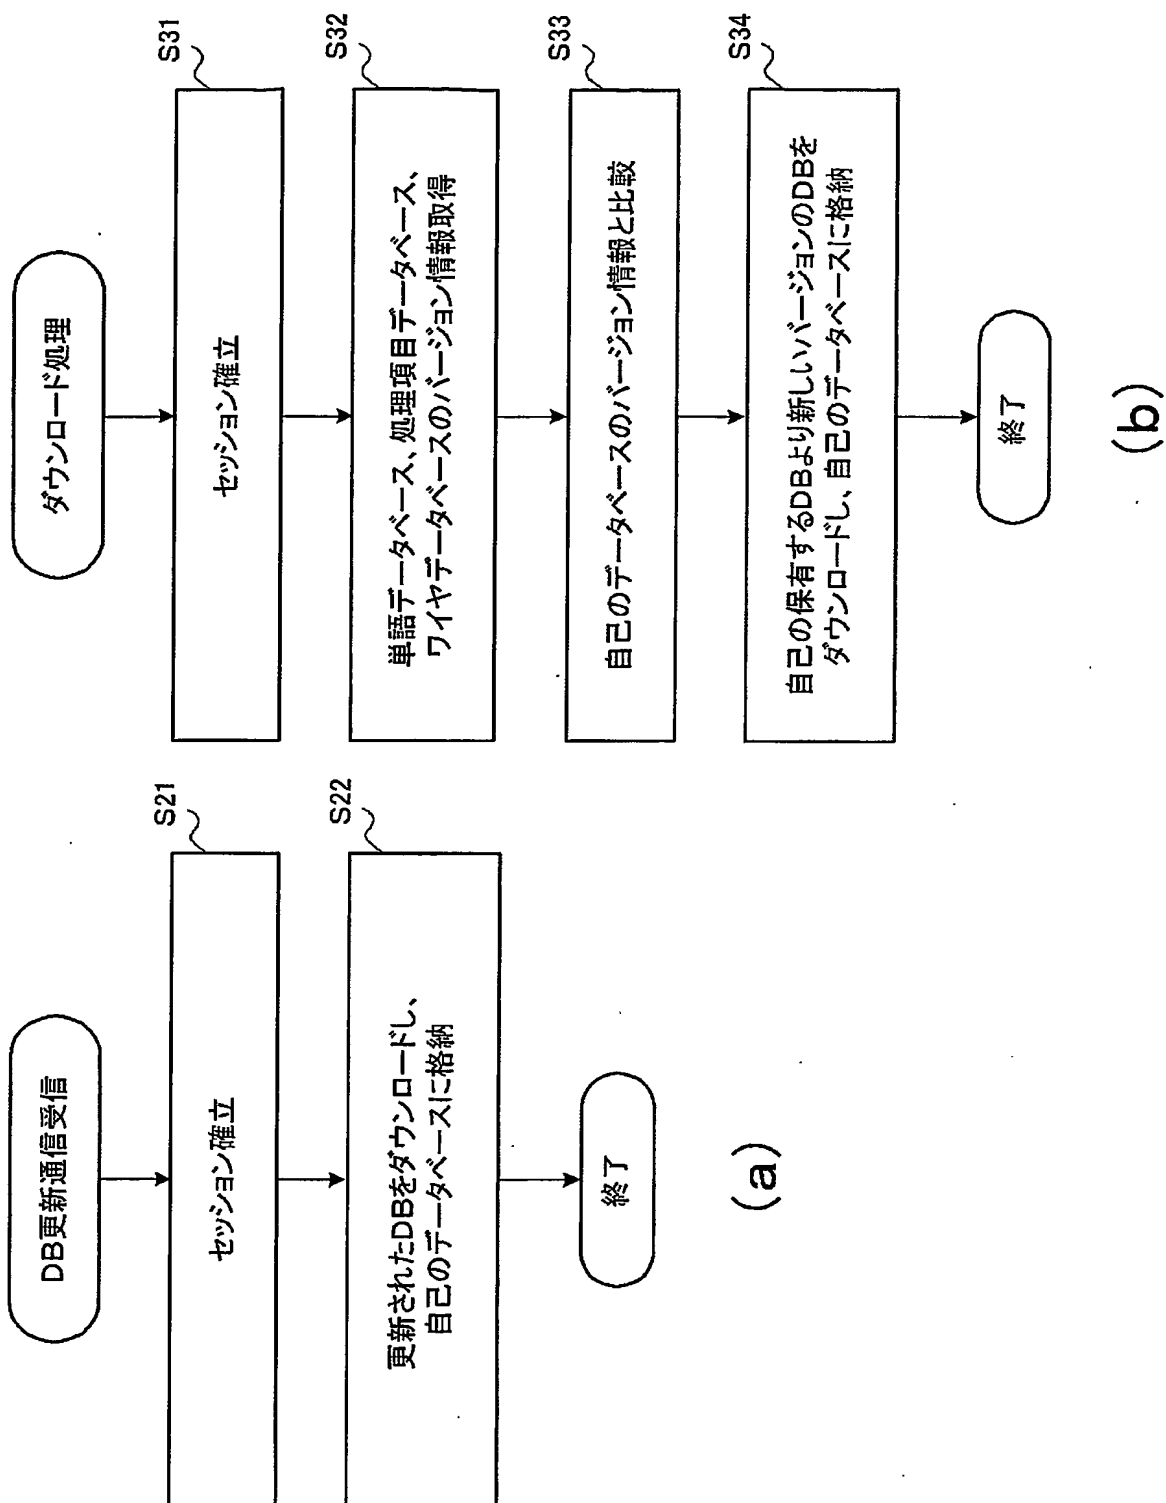 DB更新通信受信
S21
セッション確立
S22
更新されたDBをダウンロードし、
自己のデータベースに格納
終了
(a)
ダウンロード処理
S31
セッション確立
S32
単語データベース、処理項目データベース、
ワイヤデータベースのバージョン情報取得
S33
自己のデータベースのバージョン情報と比較
S34
自己の保有するDBより新しいバージョンのDBを
ダウンロードし、自己のデータベースに格納
終了
(b)